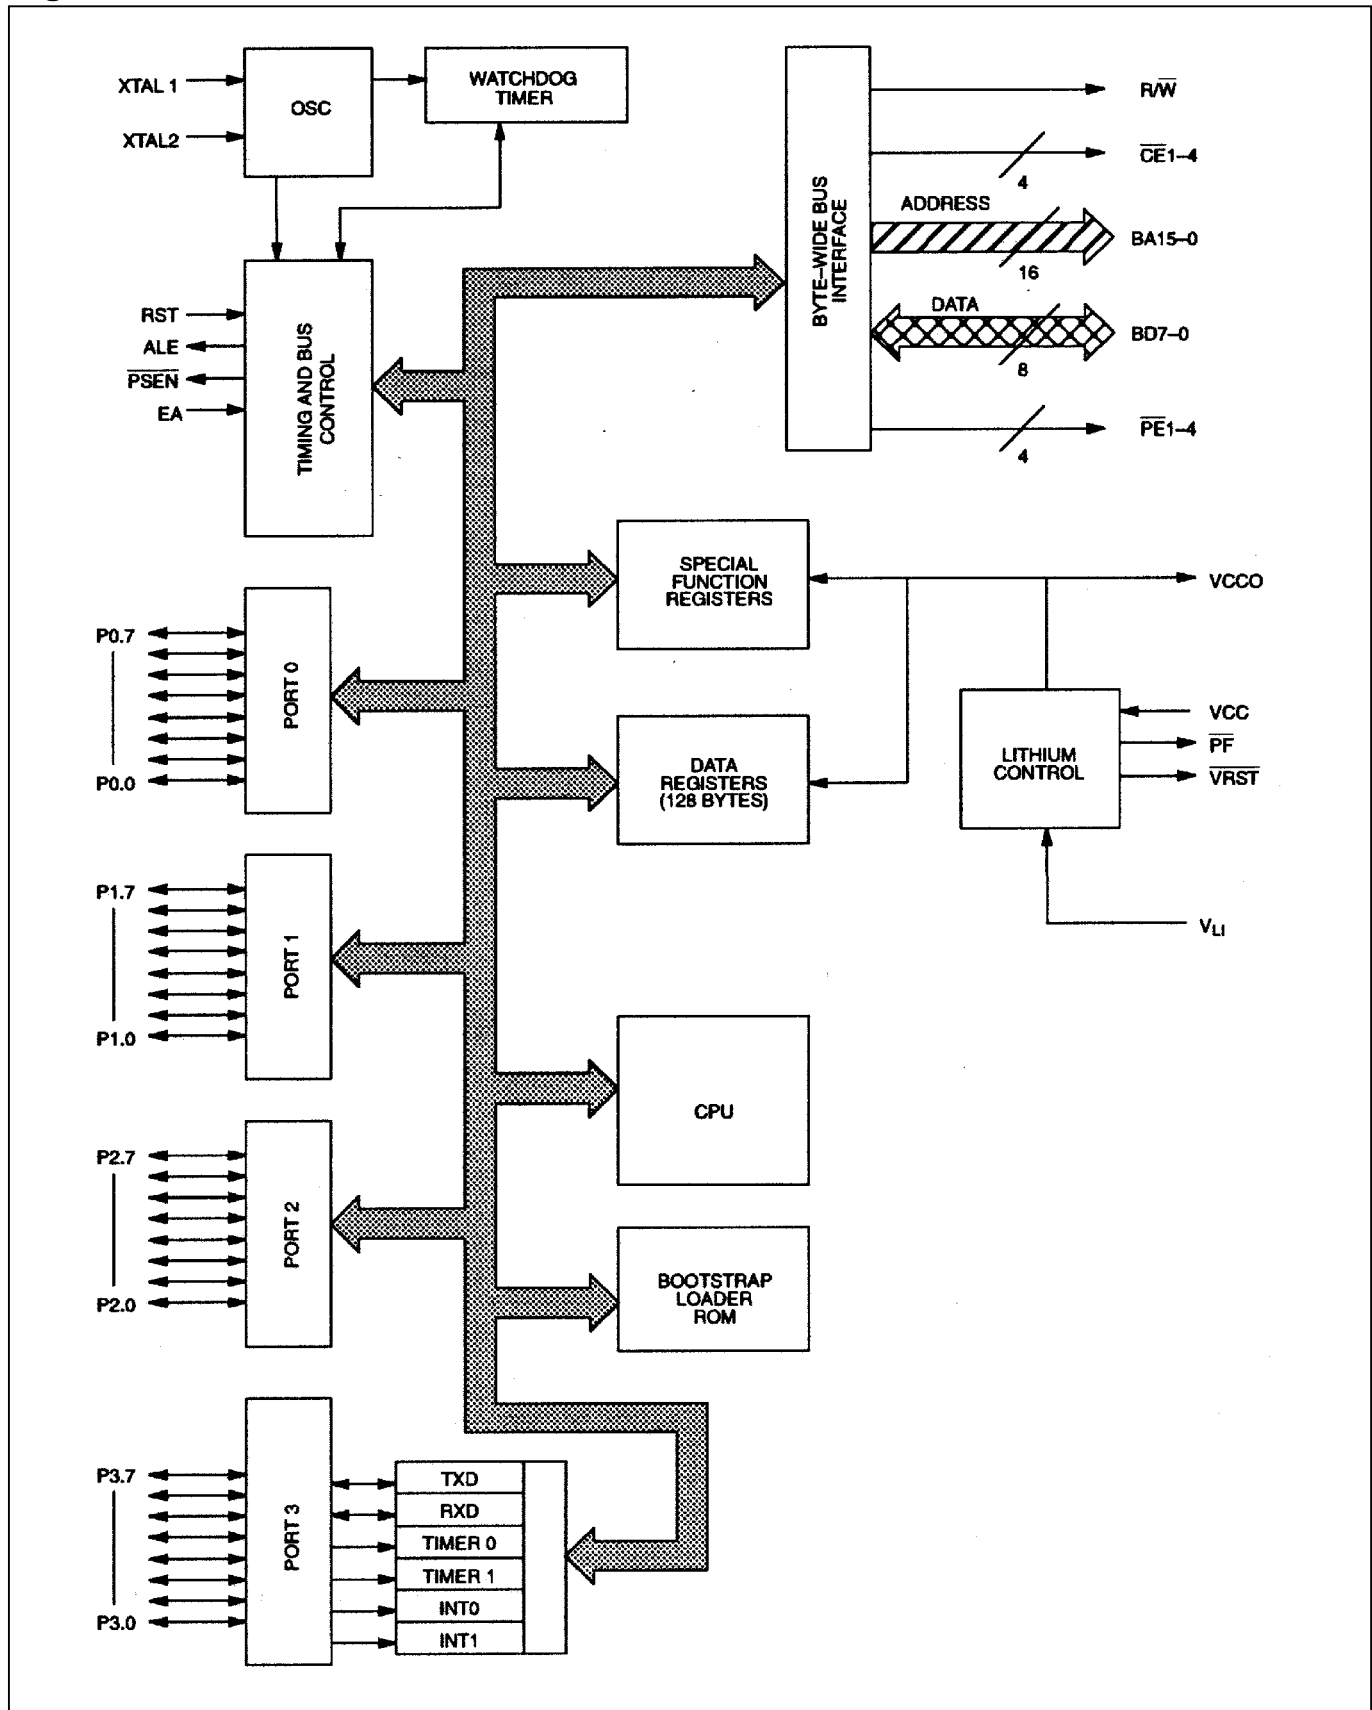 XTAL 1
XTAL2
OSC
WATCHDOG
TIMER
RST
ALE
PSEN
EA
TIMING AND BUS
CONTROL
BYTE–WIDE BUS
INTERFACE
R/W
4
CE1–4
ADDRESS
16
BA15–0
DATA
8
BD7–0
4
PE1–4
SPECIAL
FUNCTION
REGISTERS
VCCO
P0.7
P0.0
PORT 0
DATA
REGISTERS
(128 BYTES)
LITHIUM
CONTROL
VCC
PF
VRST
VLI
P1.7
P1.0
PORT 1
CPU
P2.7
P2.0
PORT 2
BOOTSTRAP
LOADER
ROM
P3.7
P3.0
PORT 3
TXD
RXD
TIMER 0
TIMER 1
INT0
INT1